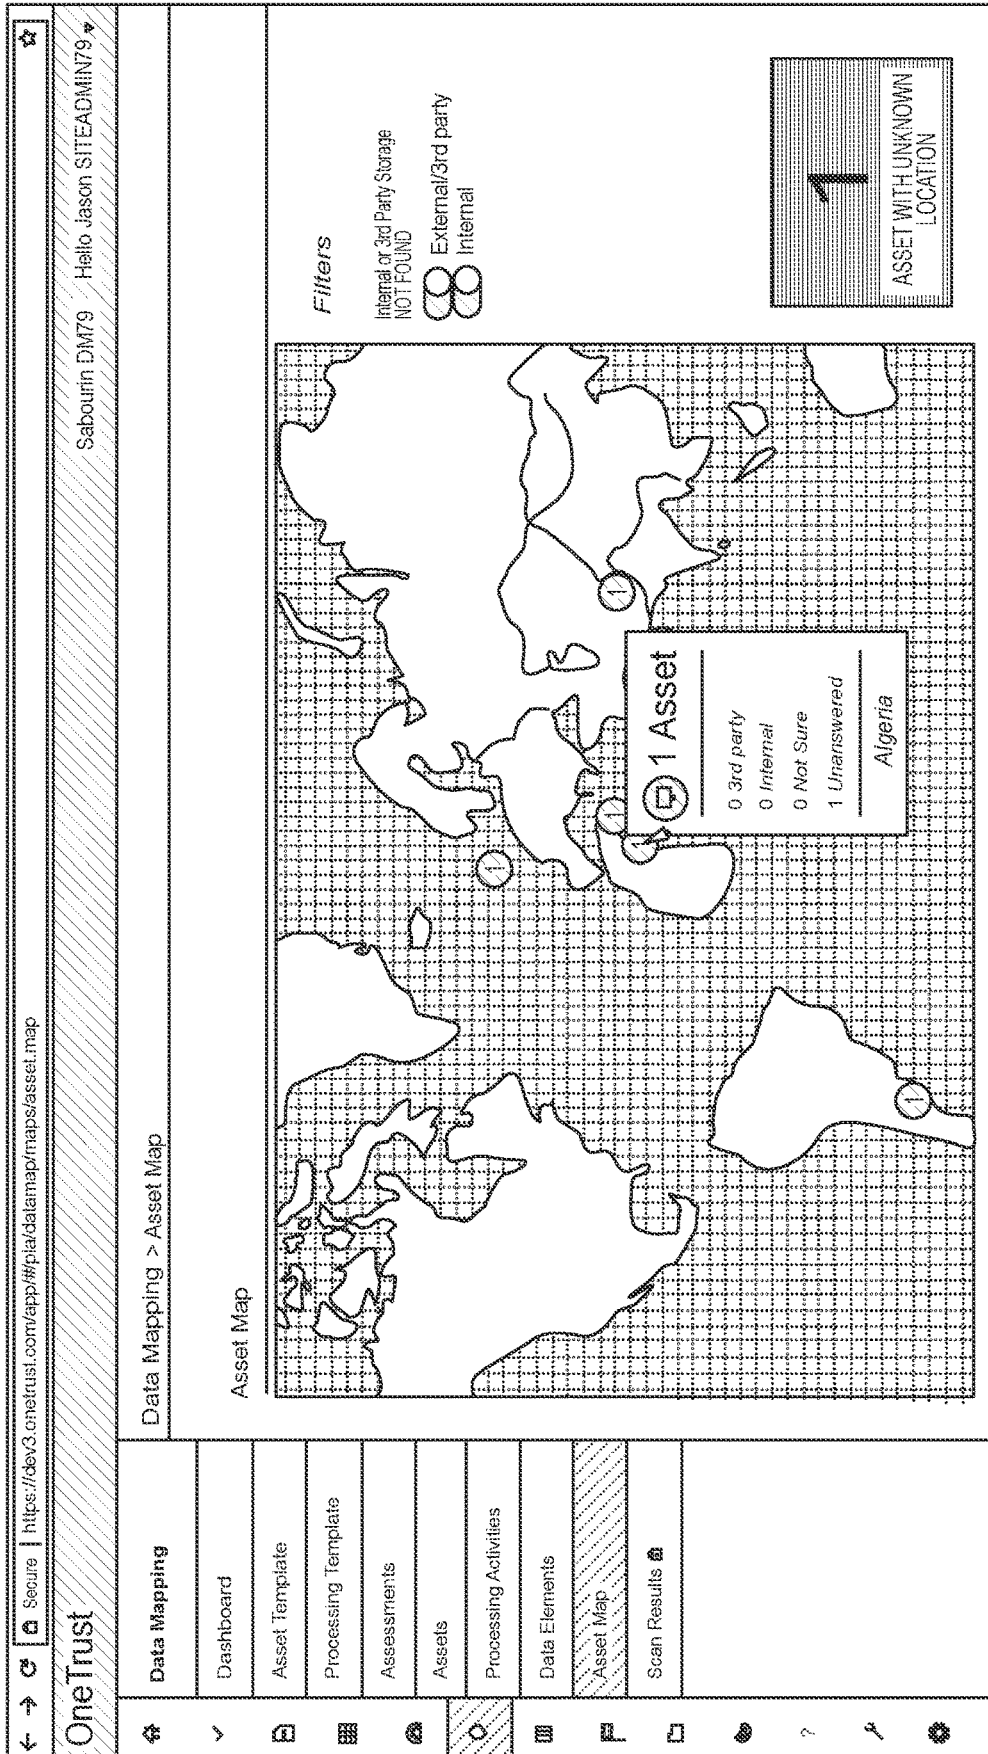 Secure | https://dev3.onetrust.com/app/#/pia/datamap/maps/asset.map
OneTrust
Sabourin DM79 Hello Jason SITEADMIN79
Data Mapping
Dashboard
Asset Template
Processing Template
Assessments
Assets
Processing Activities
Data Elements
Asset Map
Scan Results
?
Data Mapping > Asset Map
Asset Map
1
1
1
1
1
1 Asset
0 3rd party
0 Internal
0 Not Sure
1 Unanswered
Algeria
Filters
Internal or 3rd Party Storage
NOT FOUND
External/3rd party
Internal
1
ASSET WITH UNKNOWN
LOCATION